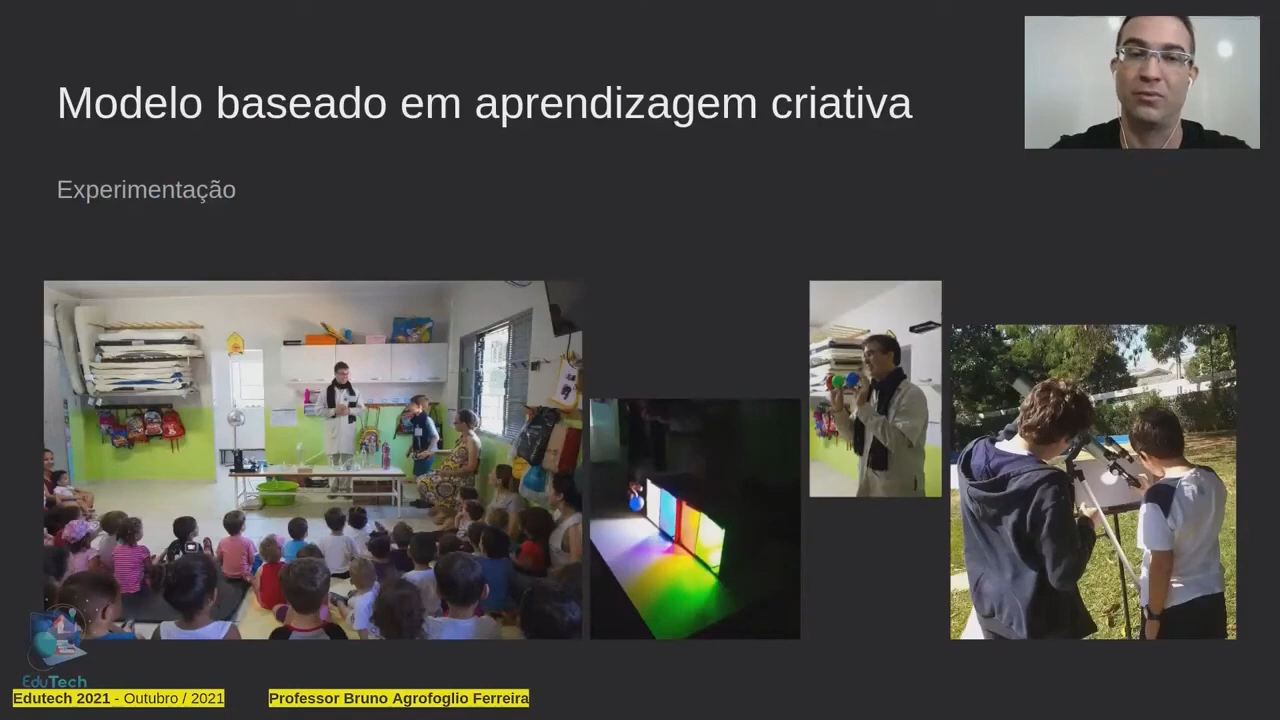 Modelo baseado em aprendizagem criativa
Experimentação
EduTech
Edutech 2021 - Outubro / 2021
Professor Bruno Agrofoglio Ferreira